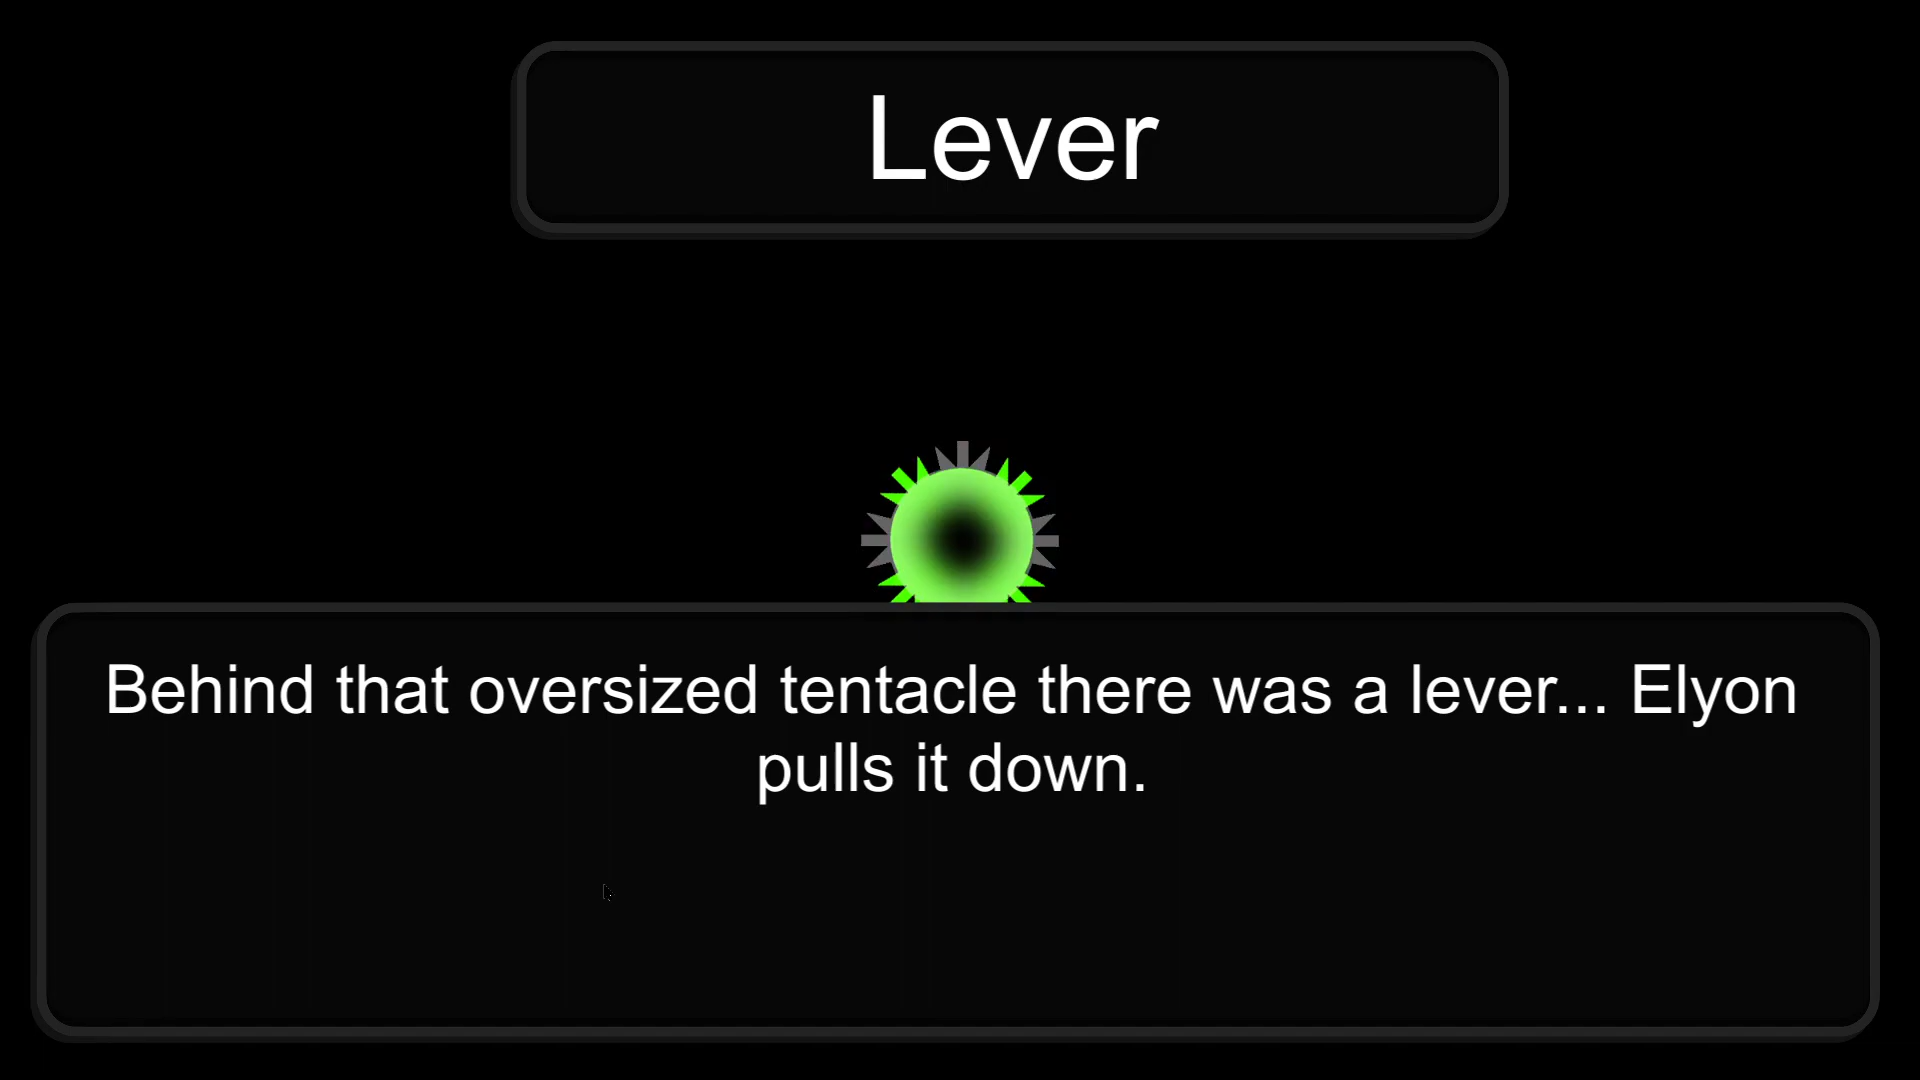 Lever
Behind that oversized tentacle there was a lever... Elyon
pulls it down.